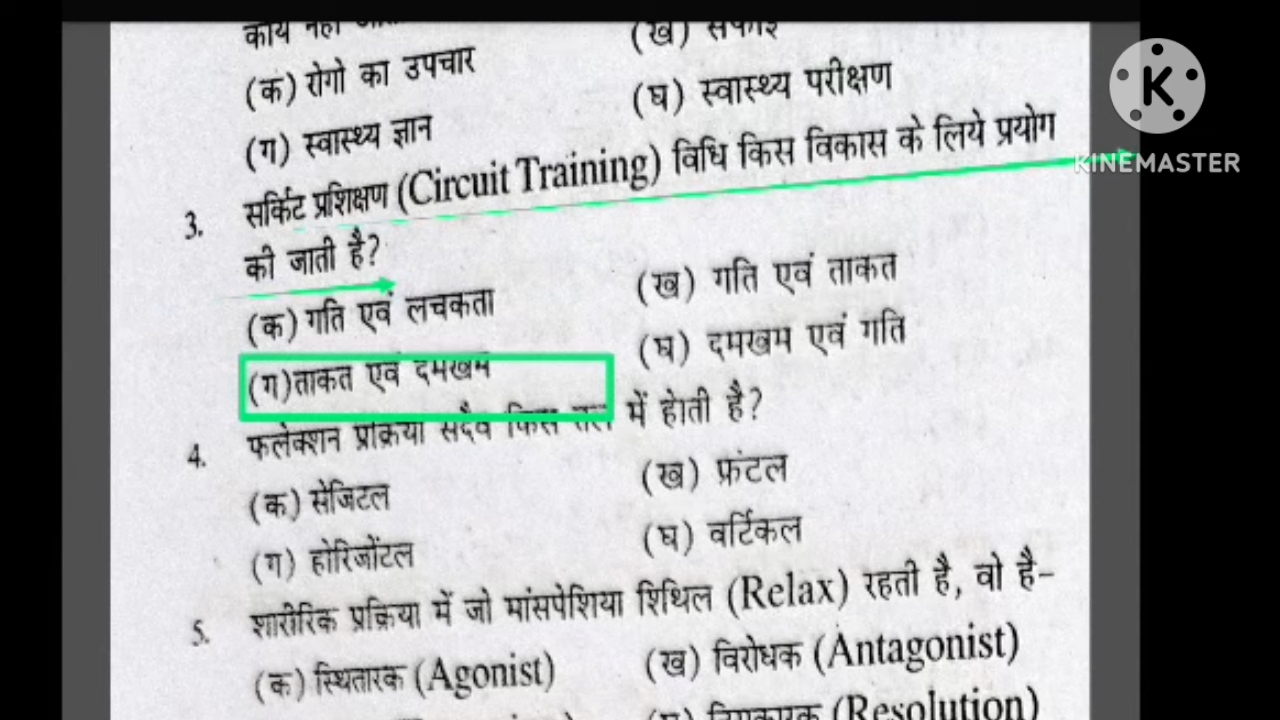 कार्य नहीं
(ख) सफाई
(क) रोगो का उपचार
(घ) स्वास्थ्य परीक्षण
(ग) स्वास्थ्य ज्ञान
3. सर्किट प्रशिक्षण (Circuit Training) विधि किस विकास के लिये प्रयोग
की जाती है?
(क) गति एवं लचकता
(ख) गति एवं ताकत
(ग) ताकत एवं दमखम
(घ) दमखम एवं गति
4. फलेक्शन प्रक्रिया सदैव किस तल में हेाती है?
(क) सेजिटल
(ख) फ्रंटल
(ग) होरिजोंटल
(घ) वर्टिकल
5. शारीरिक प्रक्रिया में जो मांसपेशिया शिथिल (Relax) रहती है, वो है-
(क) स्थितारक (Agonist)
(ख) विरोधक (Antagonist)
(Resolution)
K
KINEMASTER